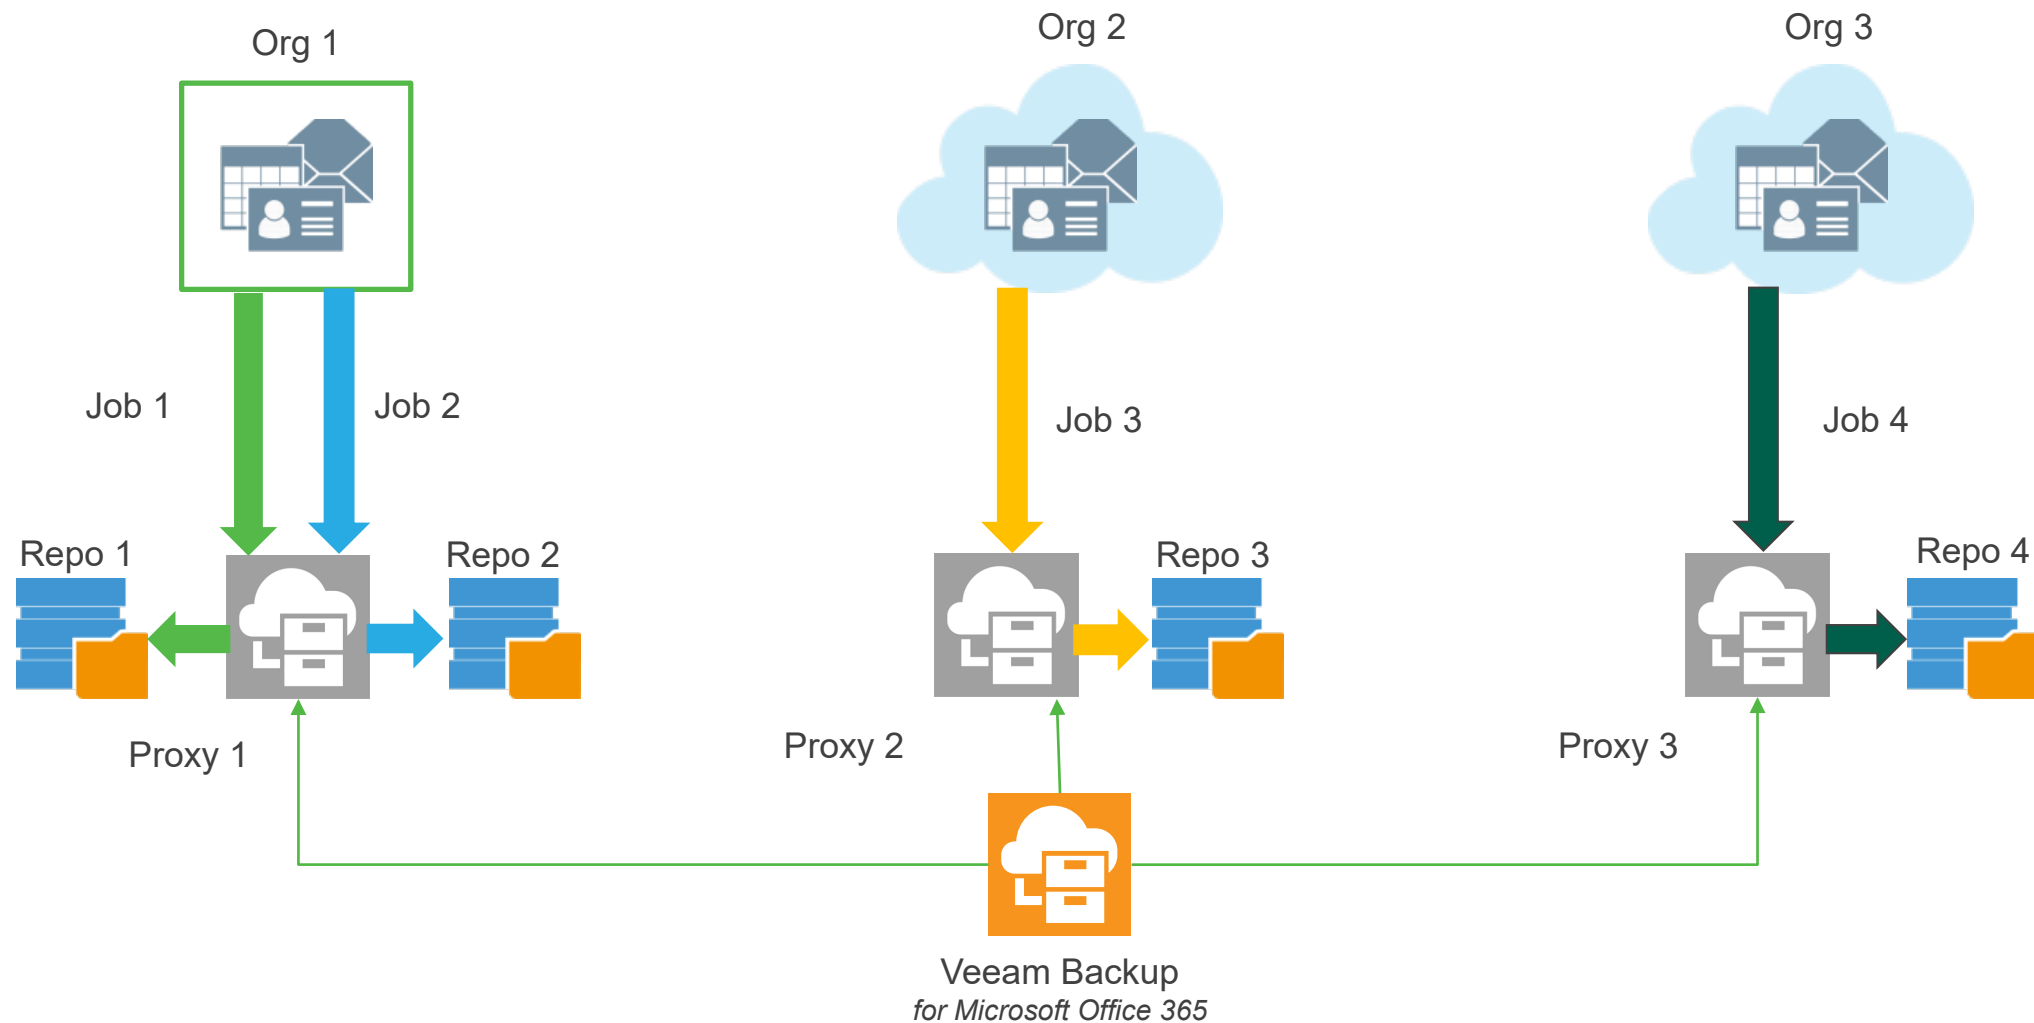 Org 1
Org 2
Org 3
Job 1
Job 2
Job 3
Job 4
Repo 1
Repo 2
Repo 3
Repo 4
Proxy 1
Proxy 2
Proxy 3
Veeam Backup
for Microsoft Office 365